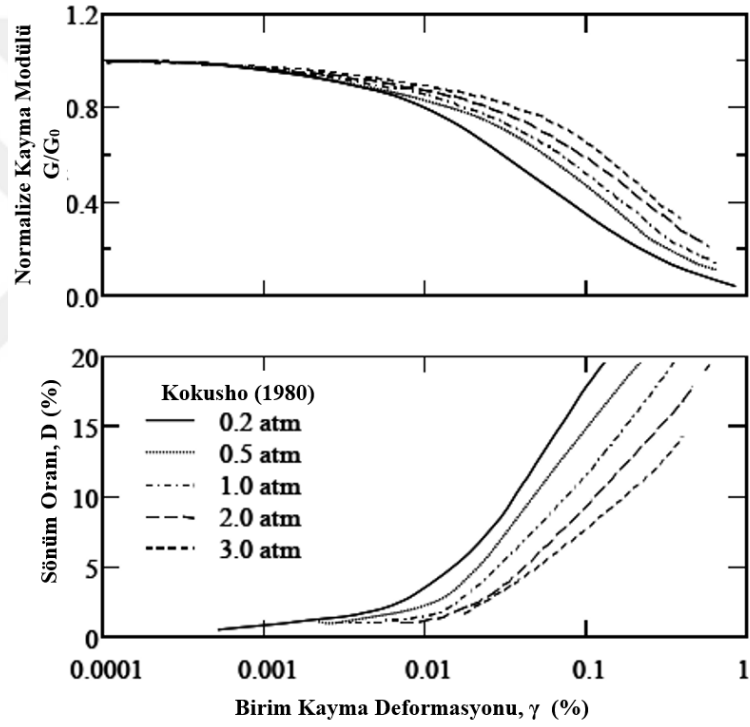 1.2
0.8
0.4
0.0
Normalize Kayma Modülü
G/G₀
20
15
10
5
0
Sönüm Oranı, D (%)
Kokusho (1980)
0.2 atm
0.5 atm
1.0 atm
2.0 atm
3.0 atm
0.0001
0.001
0.01
0.1
1
Birim Kayma Deformasyonu, γ (%)